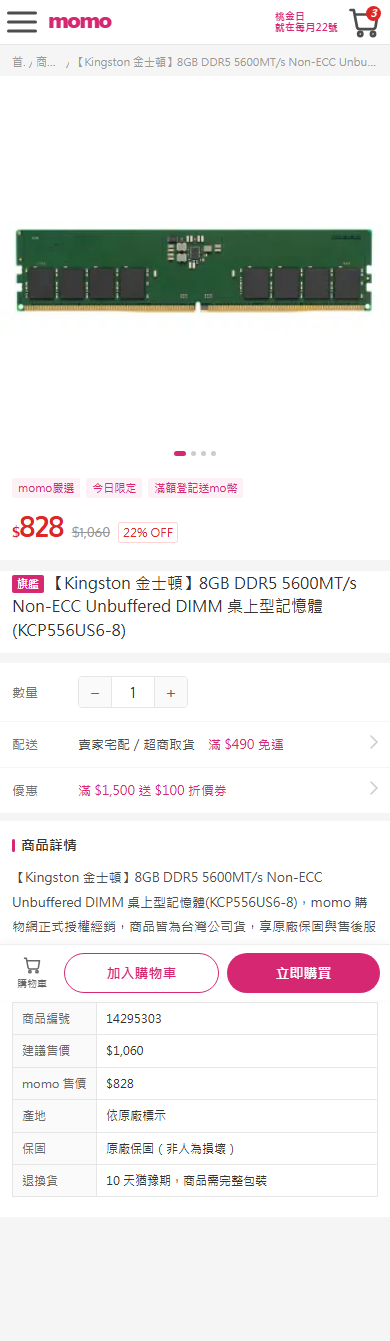 momo
桃金日
就在每月22號
3
首.. / 商... / 【Kingston 金士頓】8GB DDR5 5600MT/s Non-ECC Unbu...
momo嚴選 今日限定 滿額登記送mo幣
$828 $1,060 22% OFF
旗艦 【Kingston 金士頓】8GB DDR5 5600MT/s
Non-ECC Unbuffered DIMM 桌上型記憶體
(KCP556US6-8)
數量 − 1 +
配送 賣家宅配 / 超商取貨 滿 $490 免運
優惠 滿 $1,500 送 $100 折價券
商品詳情
【Kingston 金士頓】8GB DDR5 5600MT/s Non-ECC
Unbuffered DIMM 桌上型記憶體(KCP556US6-8)，momo 購
物網正式授權經銷，商品皆為台灣公司貨，享原廠保固與售後服
購物車 加入購物車 立即購買
商品編號 14295303
建議售價 $1,060
momo 售價 $828
產地 依原廠標示
保固 原廠保固（非人為損壞）
退換貨 10 天猶豫期，商品需完整包裝